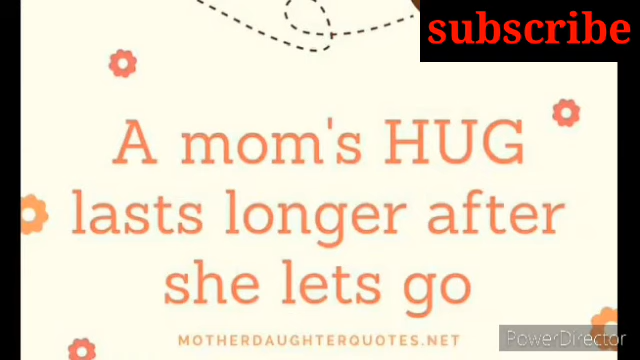 subscribe
A mom's HUG
lasts longer after
she lets go
MOTHERDAUGHTERQUOTES.NET
PowerDirector